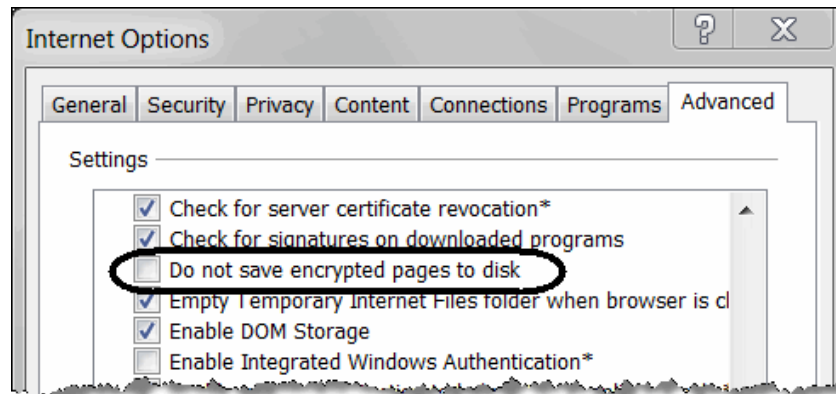 Internet Options
General Security Privacy Content Connections Programs Advanced
Settings
Check for server certificate revocation*
Check for signatures on downloaded programs
Do not save encrypted pages to disk
Empty Temporary Internet Files folder when browser is cl
Enable DOM Storage
Enable Integrated Windows Authentication*